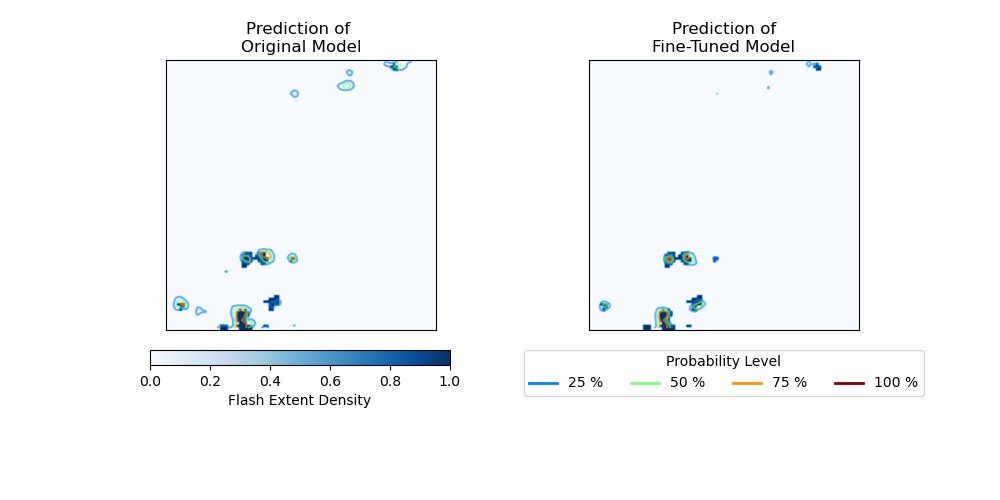 Prediction of
Original Model
Prediction of
Fine-Tuned Model
0.0 0.2 0.4 0.6 0.8 1.0
Flash Extent Density
Probability Level
25 % 50 % 75 % 100 %